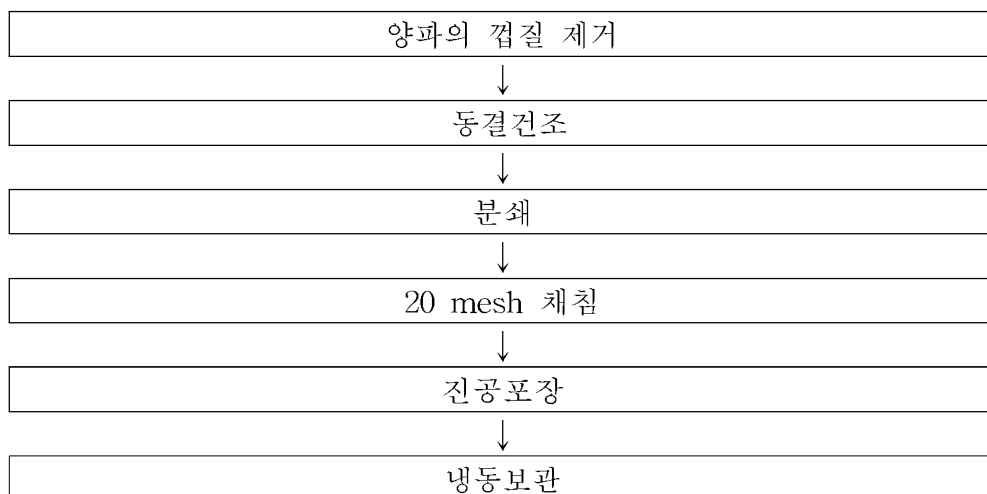 양파의 껍질 제거
↓
동결건조
↓
분쇄
↓
20 mesh 채침
↓
진공포장
↓
냉동보관